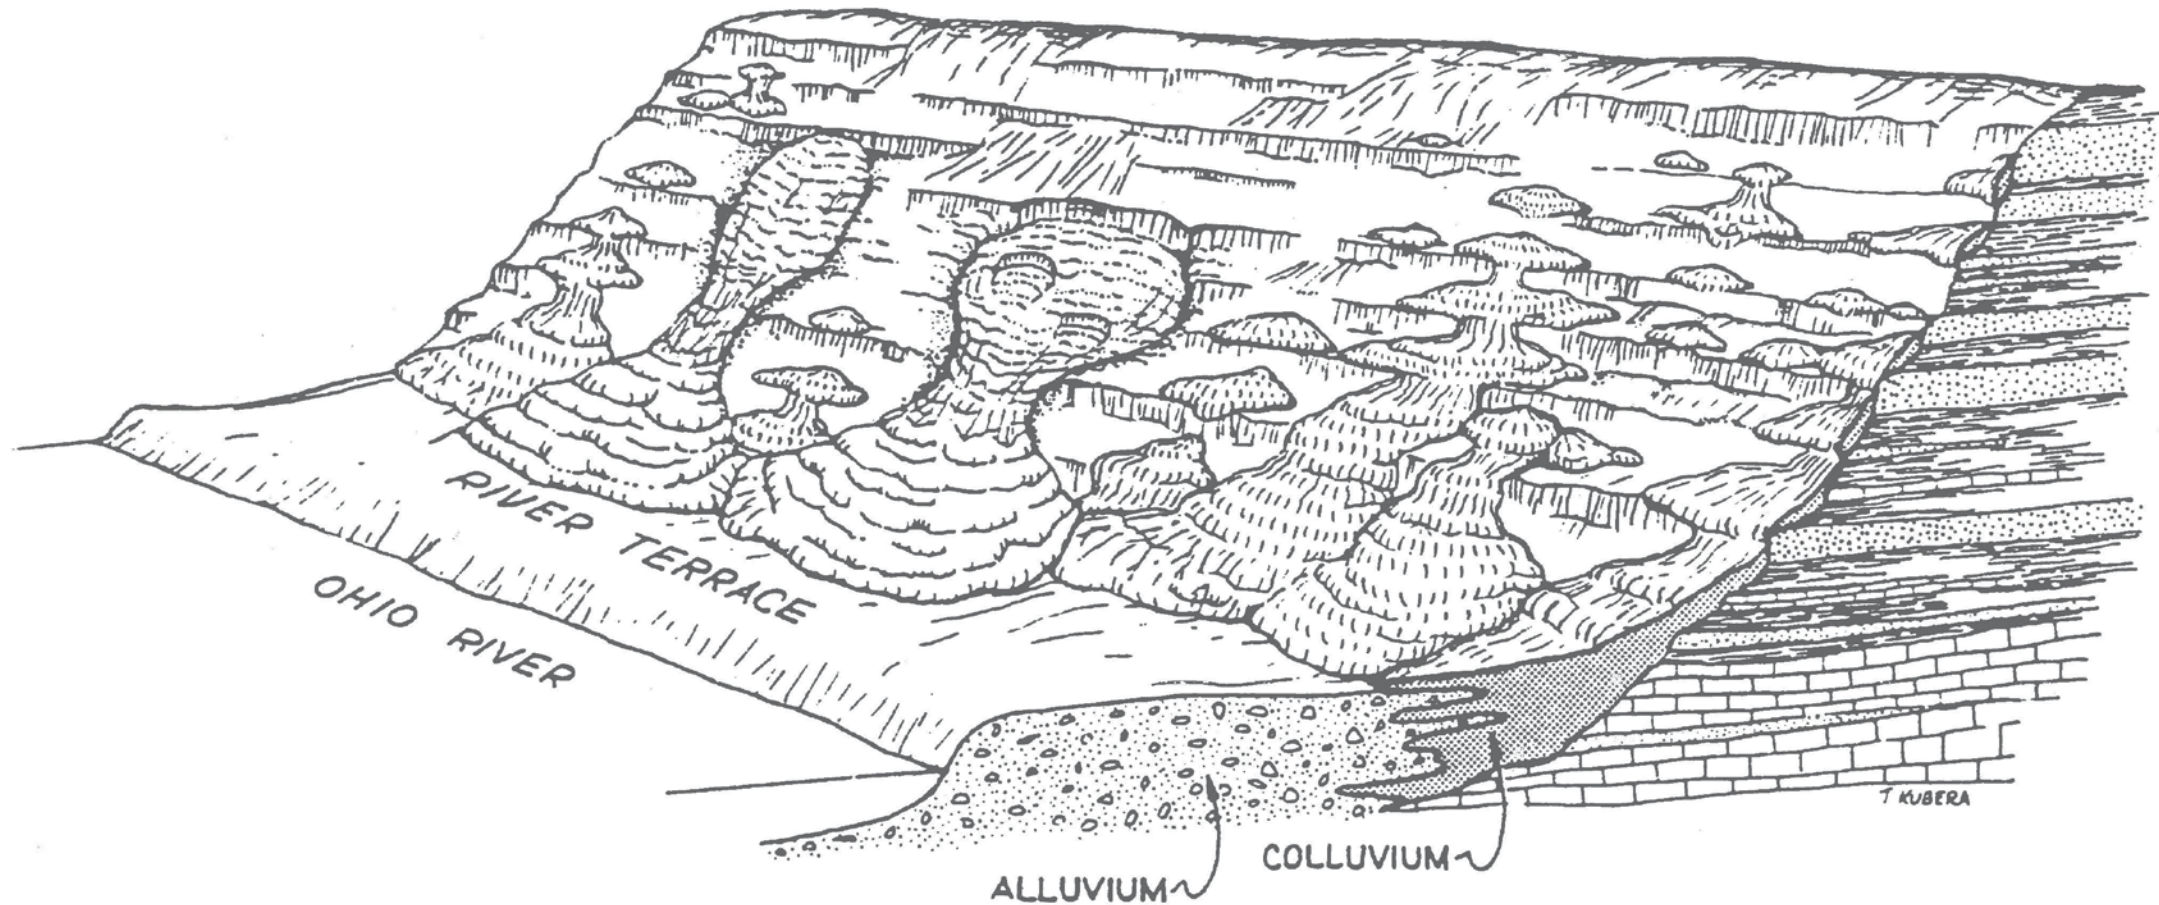 RIVER TERRACE
OHIO RIVER
T KUBERA
COLLUVIUM
ALLUVIUM